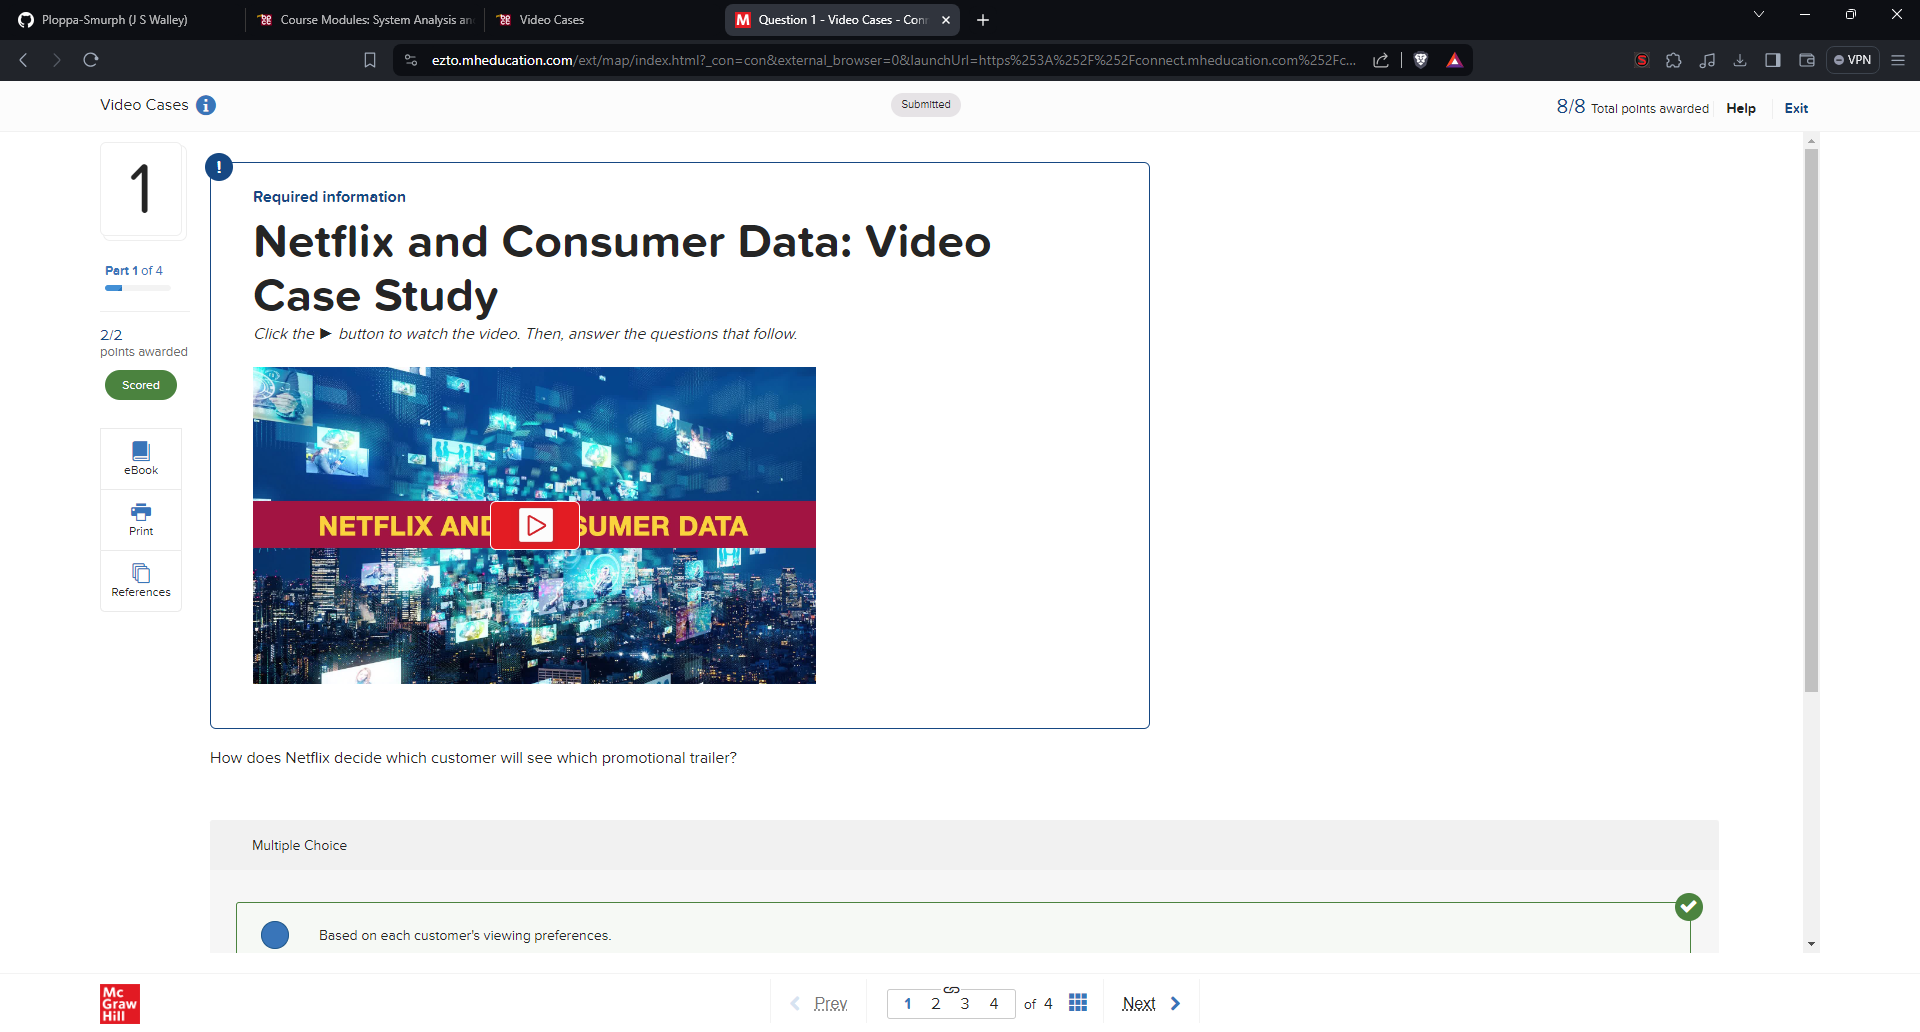 Ploppa-Smurph (J S Walley)
Course Modules: System Analysis an
Video Cases
Question 1 - Video Cases - Conn
ezto.mheducation.com/ext/map/index.html?_con=con&external_browser=0&launchUrl=https%253A%252F%252Fconnect.mheducation.com%252Fc...
VPN
Video Cases
Submitted
8/8 Total points awarded
Help
Exit
1
Part 1 of 4
2/2
points awarded
Scored
eBook
Print
References
!
Required information
Netflix and Consumer Data: Video
Case Study
Click the ► button to watch the video. Then, answer the questions that follow.
NETFLIX AND SUMER DATA
How does Netflix decide which customer will see which promotional trailer?
Multiple Choice
Based on each customer's viewing preferences.
Mc
Graw
Hill
Prev
1 2 3 4 of 4
Next